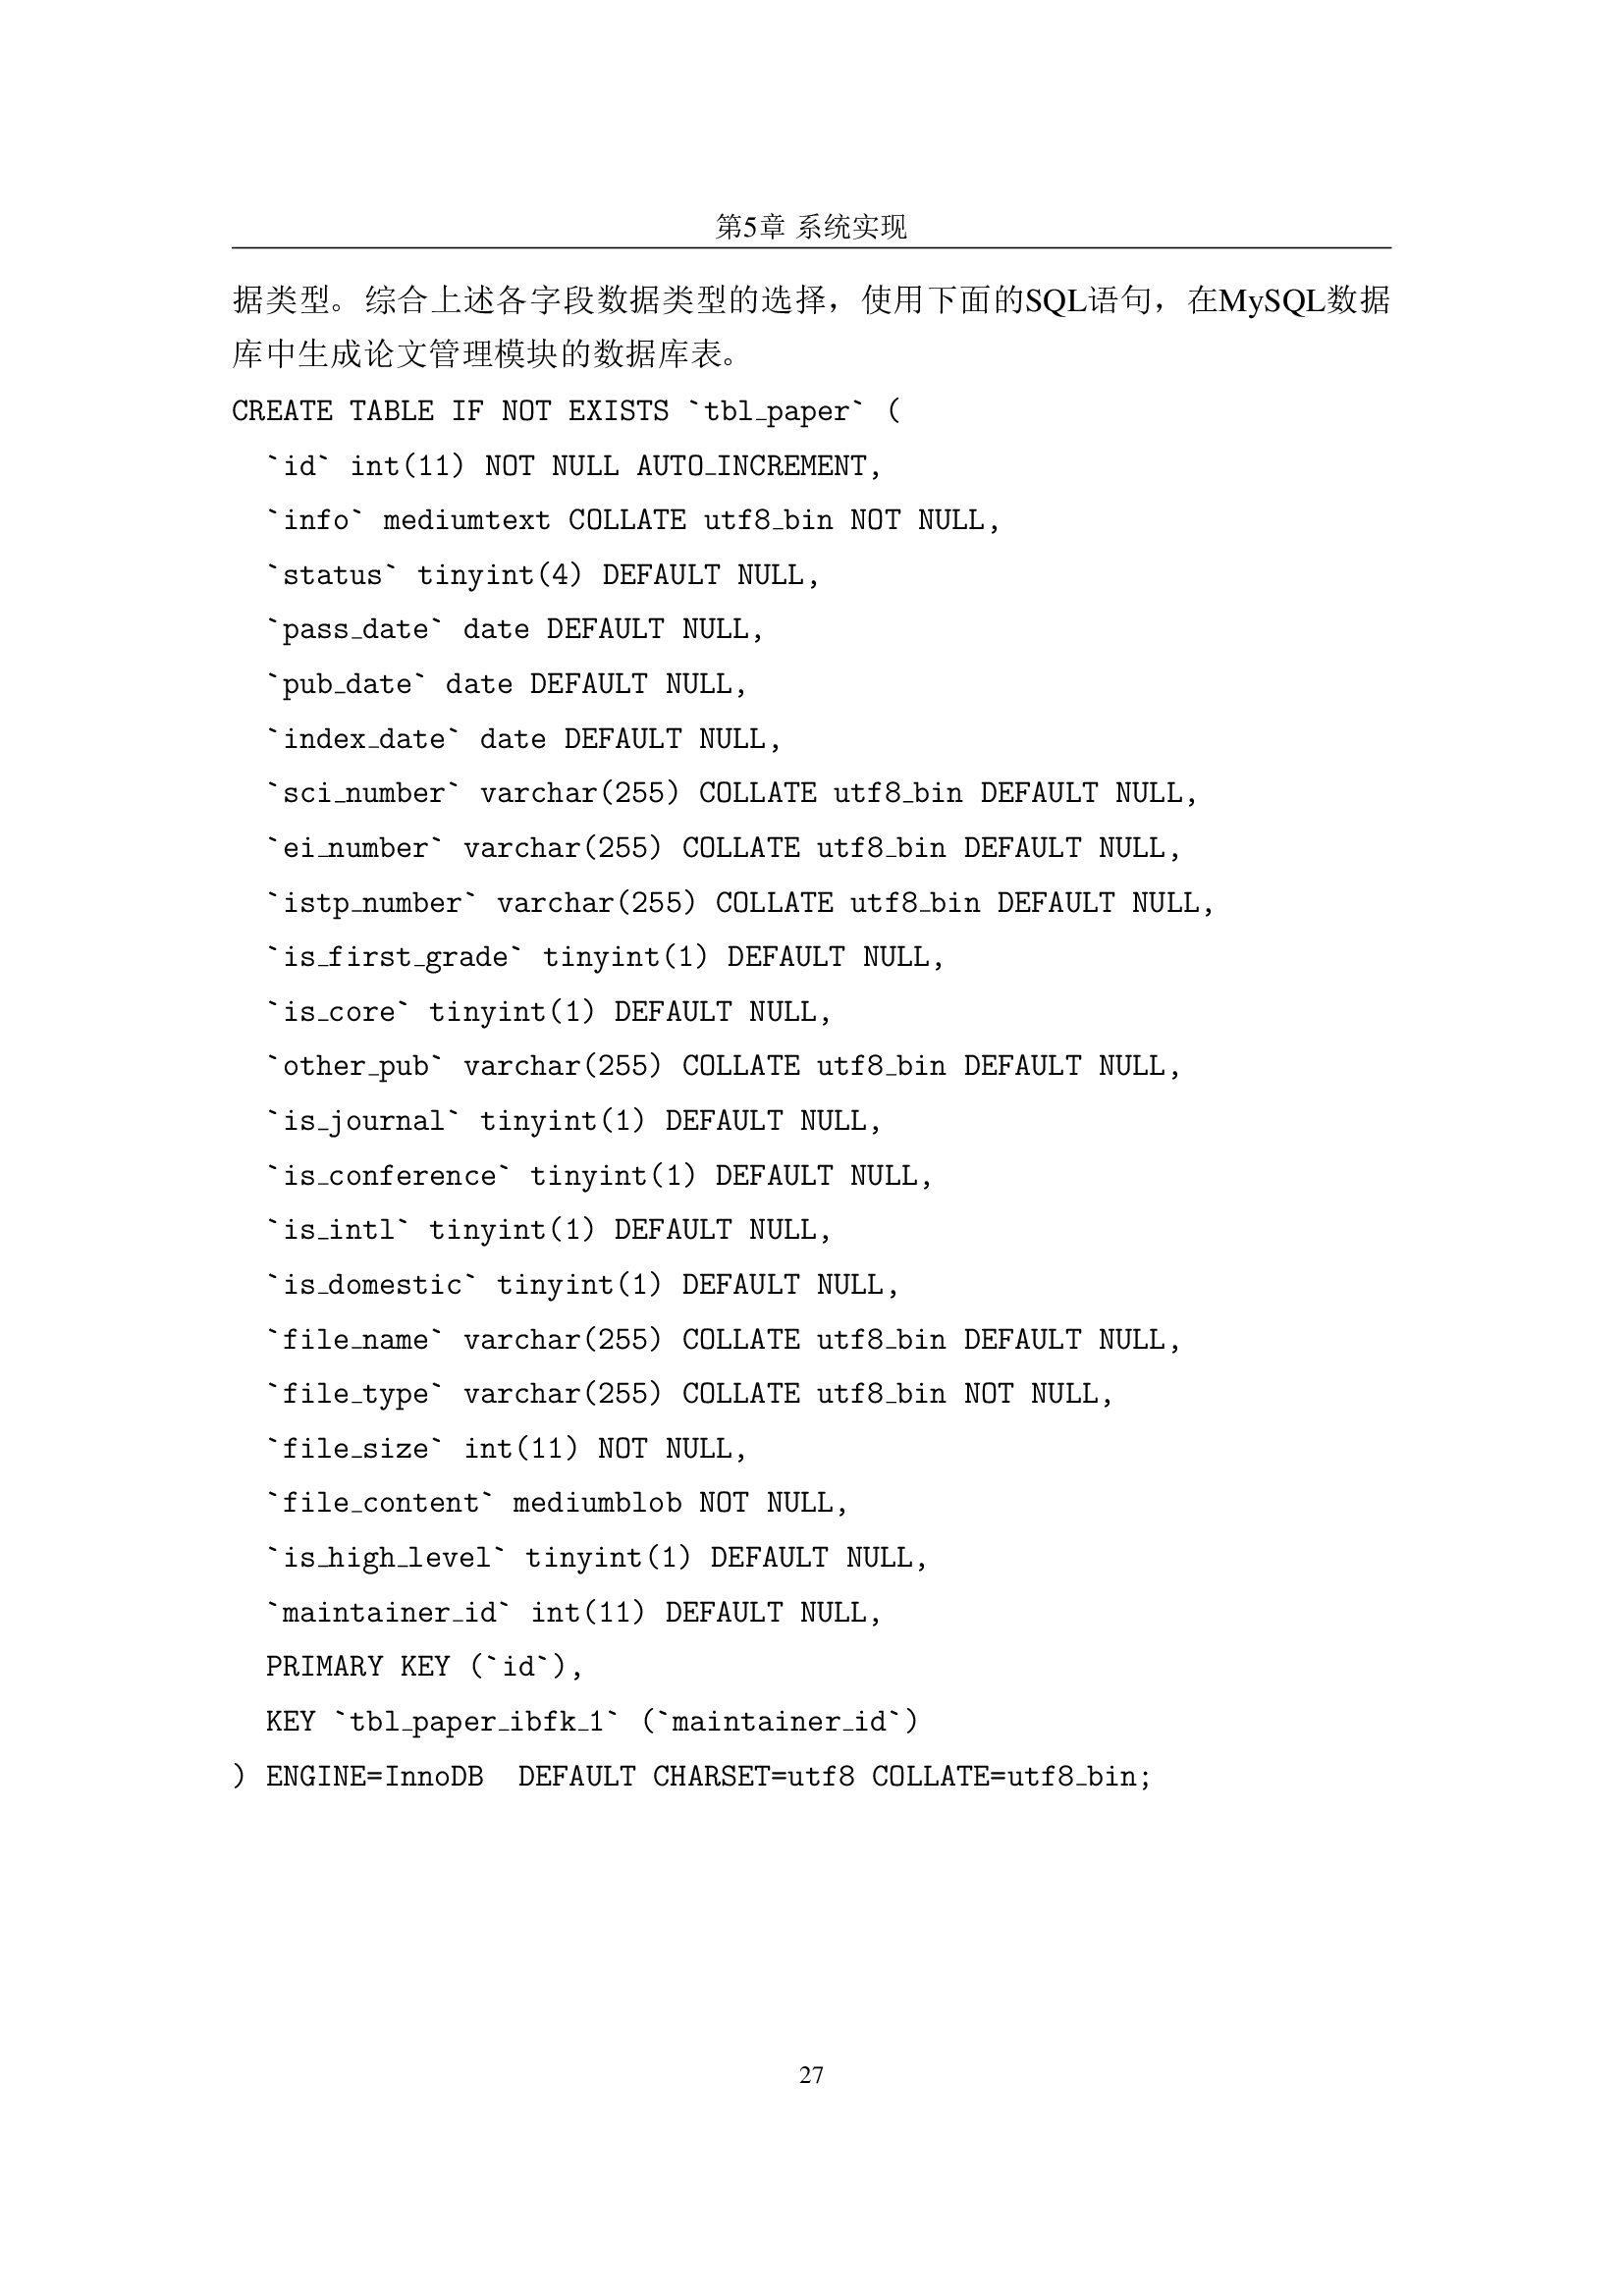 第5章 系统实现
据类型。综合上述各字段数据类型的选择，使用下面的SQL语句，在MySQL数据
库中生成论文管理模块的数据库表。
CREATE TABLE IF NOT EXISTS `tbl_paper` (
  `id` int(11) NOT NULL AUTO_INCREMENT,
  `info` mediumtext COLLATE utf8_bin NOT NULL,
  `status` tinyint(4) DEFAULT NULL,
  `pass_date` date DEFAULT NULL,
  `pub_date` date DEFAULT NULL,
  `index_date` date DEFAULT NULL,
  `sci_number` varchar(255) COLLATE utf8_bin DEFAULT NULL,
  `ei_number` varchar(255) COLLATE utf8_bin DEFAULT NULL,
  `istp_number` varchar(255) COLLATE utf8_bin DEFAULT NULL,
  `is_first_grade` tinyint(1) DEFAULT NULL,
  `is_core` tinyint(1) DEFAULT NULL,
  `other_pub` varchar(255) COLLATE utf8_bin DEFAULT NULL,
  `is_journal` tinyint(1) DEFAULT NULL,
  `is_conference` tinyint(1) DEFAULT NULL,
  `is_intl` tinyint(1) DEFAULT NULL,
  `is_domestic` tinyint(1) DEFAULT NULL,
  `file_name` varchar(255) COLLATE utf8_bin DEFAULT NULL,
  `file_type` varchar(255) COLLATE utf8_bin NOT NULL,
  `file_size` int(11) NOT NULL,
  `file_content` mediumblob NOT NULL,
  `is_high_level` tinyint(1) DEFAULT NULL,
  `maintainer_id` int(11) DEFAULT NULL,
  PRIMARY KEY (`id`),
  KEY `tbl_paper_ibfk_1` (`maintainer_id`)
) ENGINE=InnoDB  DEFAULT CHARSET=utf8 COLLATE=utf8_bin;
27